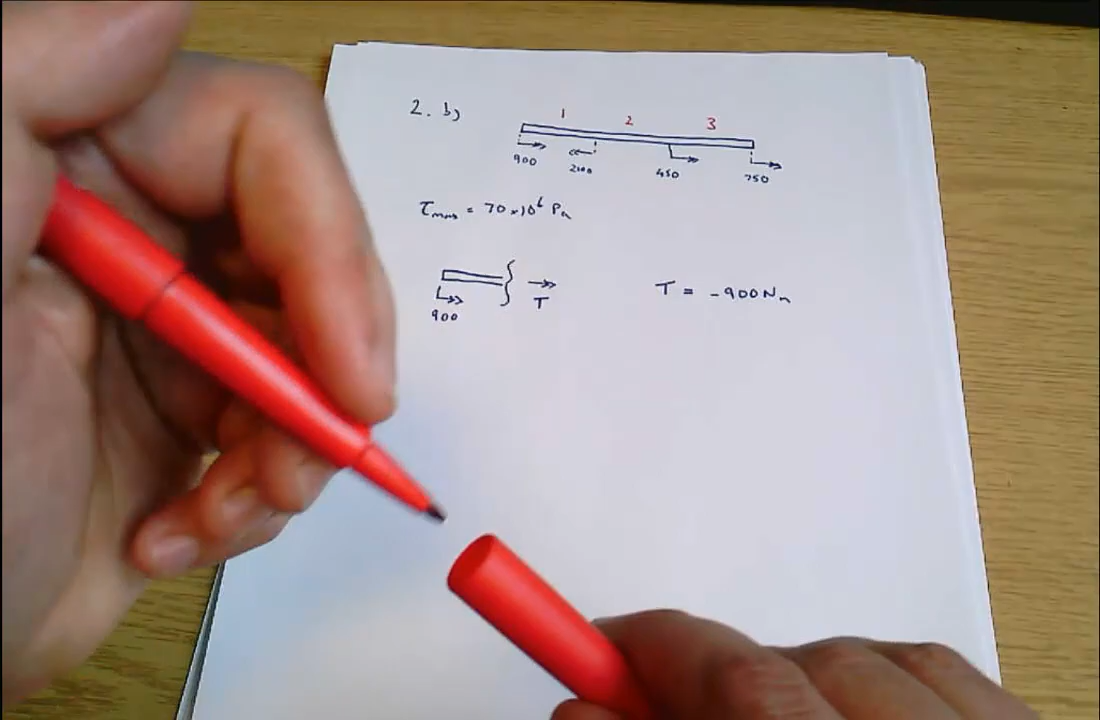 2. b)
1 2 3
900 2100 450 750
τmax = 70 × 10⁶ Pa
T T = -900Nm
900